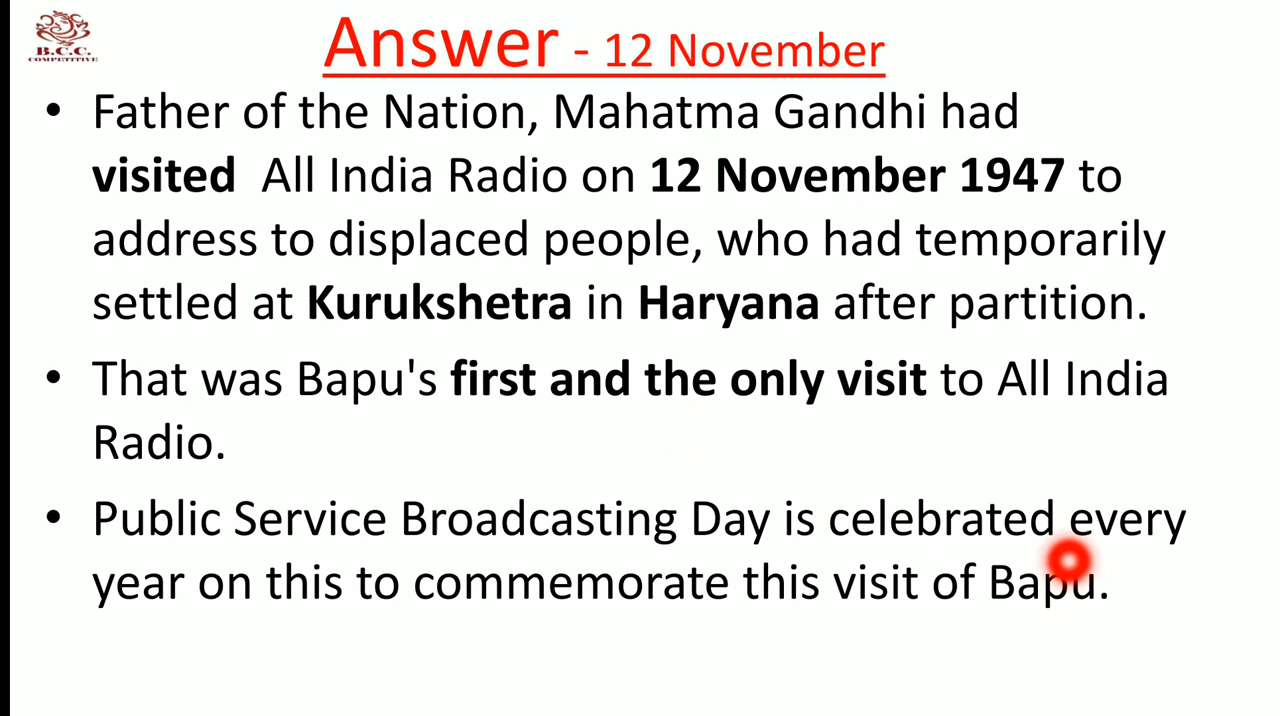 B.C.C.
COMPETITIVE
Answer - 12 November
• Father of the Nation, Mahatma Gandhi had
visited All India Radio on 12 November 1947 to
address to displaced people, who had temporarily
settled at Kurukshetra in Haryana after partition.
• That was Bapu's first and the only visit to All India
Radio.
• Public Service Broadcasting Day is celebrated every
year on this to commemorate this visit of Bapu.